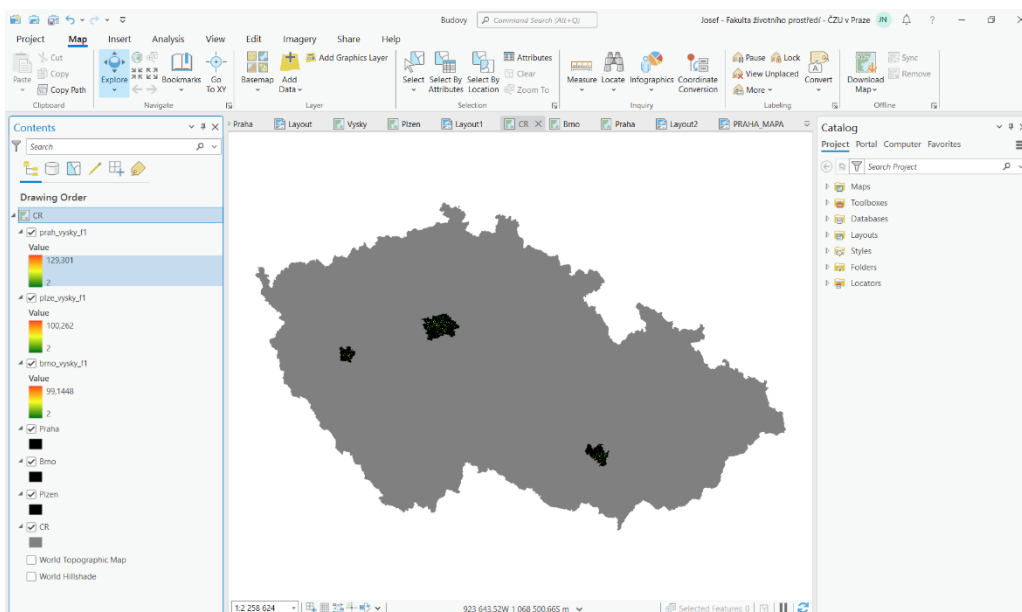 Budovy
Command Search (Alt+Q)
Josef - Fakulta životního prostředí - ČZU v Praze
JN
?
Project Map Insert Analysis View Edit Imagery Share Help
Paste
Cut
Copy
Copy Path
Clipboard
Explore
Bookmarks
Go To XY
Navigate
Basemap
Add Data
Add Graphics Layer
Layer
Select
Select By Attributes
Select By Location
Attributes
Clear
Zoom To
Selection
Measure
Locate
Infographics
Coordinate Conversion
Inquiry
Pause
Lock
View Unplaced
More
Convert
Labeling
Download Map
Sync
Remove
Offline
Contents
Search
Drawing Order
CR
prah_vysky_f1
Value
129,301
2
plze_vysky_f1
Value
100,262
2
brno_vysky_f1
Value
99,1448
2
Praha
Brno
Plzen
CR
World Topographic Map
World Hillshade
Praha Layout Vysky Plzen Layout1 CR Brno Praha Layout2 PRAHA_MAPA
1:2 258 624
923 643,52W 1 068 500,66S m
Selected Features: 0
Catalog
Project Portal Computer Favorites
Search Project
Maps
Toolboxes
Databases
Layouts
Styles
Folders
Locators